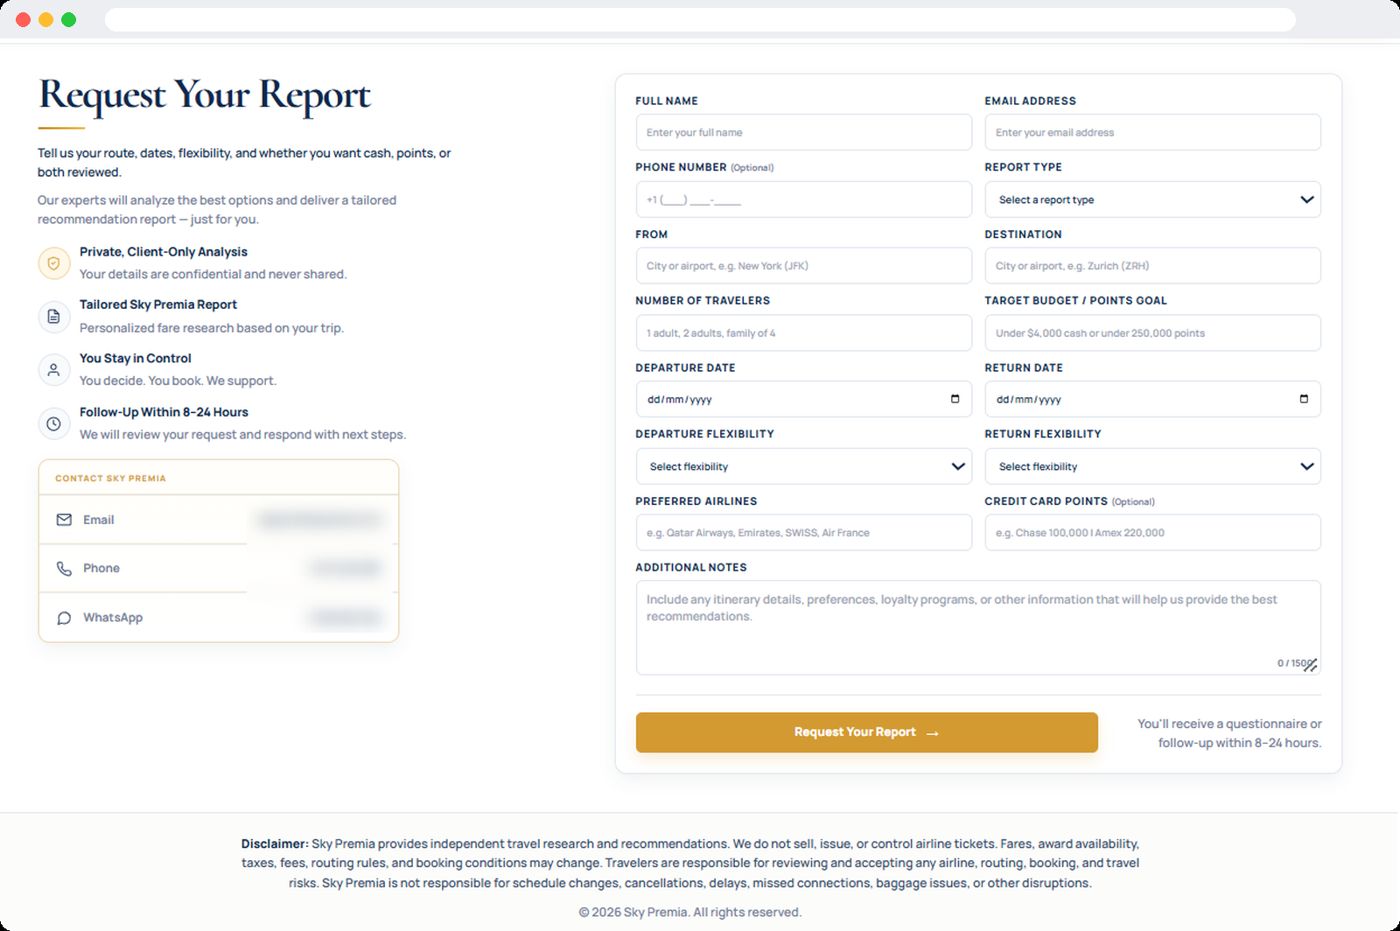 Request Your Report
Tell us your route, dates, flexibility, and whether you want cash, points, or
both reviewed.
Our experts will analyze the best options and deliver a tailored
recommendation report — just for you.
Private, Client-Only Analysis
Your details are confidential and never shared.
Tailored Sky Premia Report
Personalized fare research based on your trip.
You Stay in Control
You decide. You book. We support.
Follow-Up Within 8–24 Hours
We will review your request and respond with next steps.
CONTACT SKY PREMIA
Email
Phone
WhatsApp
FULL NAME
Enter your full name
EMAIL ADDRESS
Enter your email address
PHONE NUMBER (Optional)
+1 (___) ___-____
REPORT TYPE
Select a report type
FROM
City or airport, e.g. New York (JFK)
DESTINATION
City or airport, e.g. Zurich (ZRH)
NUMBER OF TRAVELERS
1 adult, 2 adults, family of 4
TARGET BUDGET / POINTS GOAL
Under $4,000 cash or under 250,000 points
DEPARTURE DATE
dd/mm/yyyy
RETURN DATE
dd/mm/yyyy
DEPARTURE FLEXIBILITY
Select flexibility
RETURN FLEXIBILITY
Select flexibility
PREFERRED AIRLINES
e.g. Qatar Airways, Emirates, SWISS, Air France
CREDIT CARD POINTS (Optional)
e.g. Chase 100,000 | Amex 220,000
ADDITIONAL NOTES
Include any itinerary details, preferences, loyalty programs, or other information that will help us provide the best
recommendations.
0 / 1500
Request Your Report →
You'll receive a questionnaire or
follow-up within 8–24 hours.
Disclaimer: Sky Premia provides independent travel research and recommendations. We do not sell, issue, or control airline tickets. Fares, award availability,
taxes, fees, routing rules, and booking conditions may change. Travelers are responsible for reviewing and accepting any airline, routing, booking, and travel
risks. Sky Premia is not responsible for schedule changes, cancellations, delays, missed connections, baggage issues, or other disruptions.
© 2026 Sky Premia. All rights reserved.